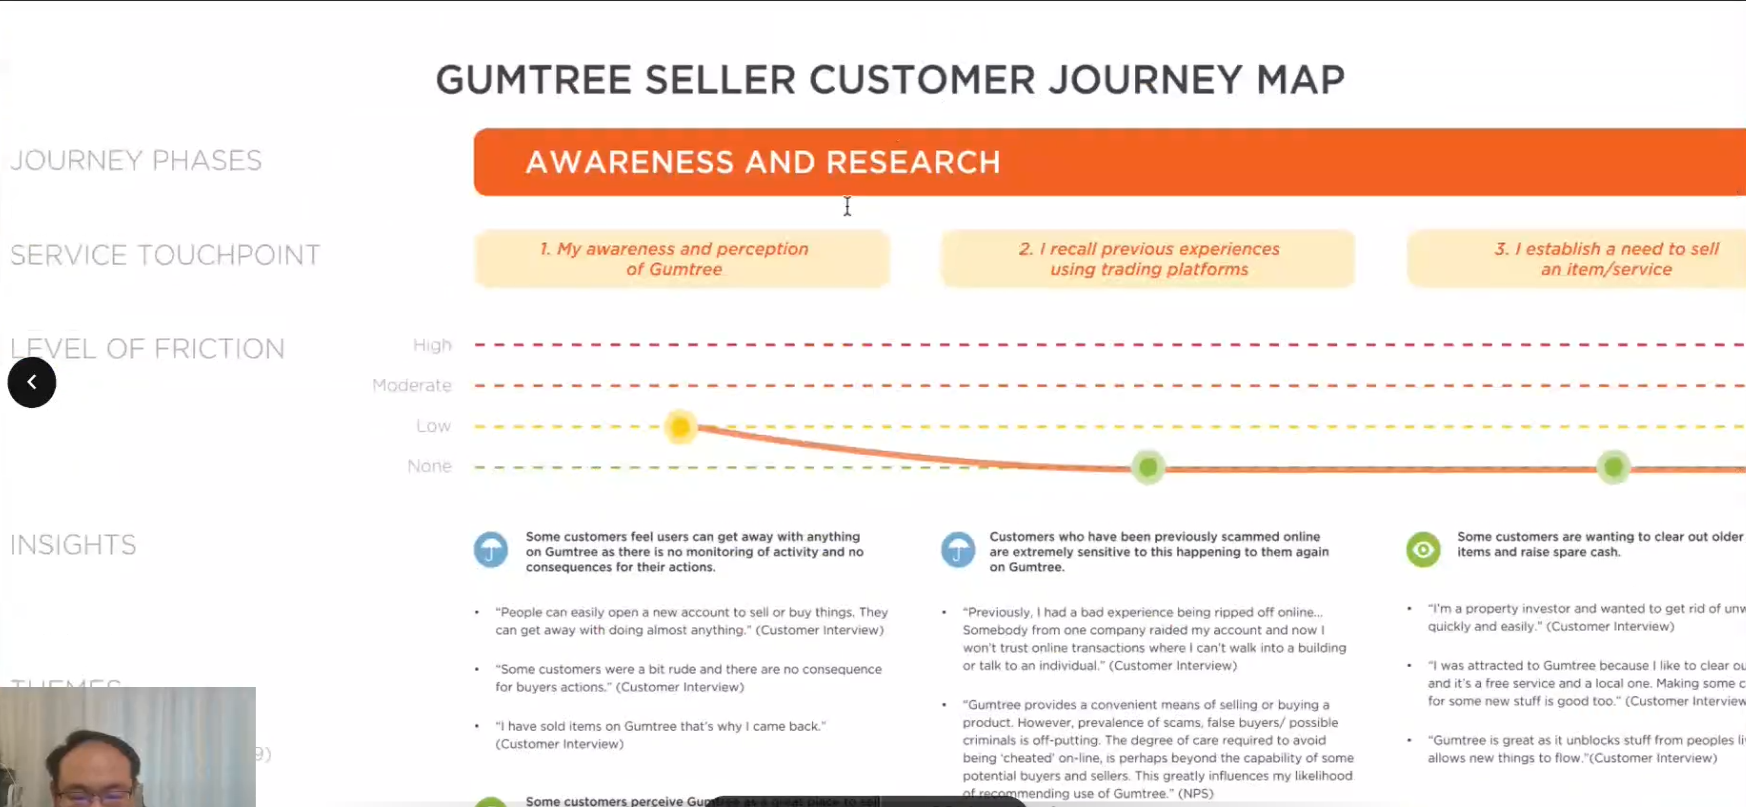 GUMTREE SELLER CUSTOMER JOURNEY MAP
JOURNEY PHASES
AWARENESS AND RESEARCH
SERVICE TOUCHPOINT
1. My awareness and perception
of Gumtree
2. I recall previous experiences
using trading platforms
3. I establish a need to sell
an item/service
LEVEL OF FRICTION
High
Moderate
Low
None
INSIGHTS
Some customers feel users can get away with anything
on Gumtree as there is no monitoring of activity and no
consequences for their actions.
• “People can easily open a new account to sell or buy things. They
can get away with doing almost anything.” (Customer Interview)
• “Some customers were a bit rude and there are no consequence
for buyers actions.” (Customer Interview)
• “I have sold items on Gumtree that’s why I came back.”
(Customer Interview)
Some customers perceive Gumtree as a great place to sell
Customers who have been previously scammed online
are extremely sensitive to this happening to them again
on Gumtree.
• “Previously, I had a bad experience being ripped off online...
Somebody from one company raided my account and now I
won’t trust online transactions where I can’t walk into a building
or talk to an individual.” (Customer Interview)
• “Gumtree provides a convenient means of selling or buying a
product. However, prevalence of scams, false buyers/ possible
criminals is off-putting. The degree of care required to avoid
being ‘cheated’ on-line, is perhaps beyond the capability of some
potential buyers and sellers. This greatly influences my likelihood
of recommending use of Gumtree.” (NPS)
Some customers are wanting to clear out older
items and raise spare cash.
• “I’m a property investor and wanted to get rid of
quickly and easily.” (Customer Interview)
• “I was attracted to Gumtree because I like to clear
and it’s a free service and a local one. Making some
for some new stuff is good too.” (Customer Interview
• “Gumtree is great as it unblocks stuff from peoples
allows new things to flow.”(Customer Interview)
THEMES
9)